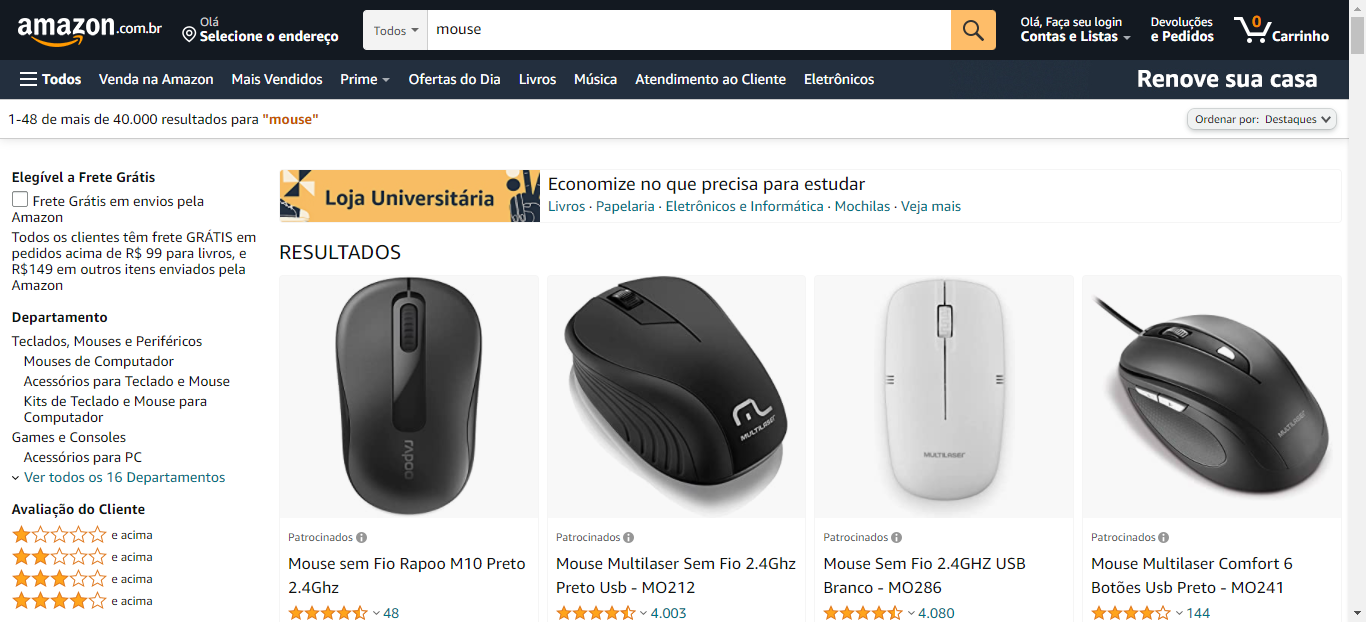 amazon.com.br
Olá
Selecione o endereço
Todos
mouse
Olá, Faça seu login
Contas e Listas
Devoluções
e Pedidos
0
Carrinho
Todos
Venda na Amazon
Mais Vendidos
Prime
Ofertas do Dia
Livros
Música
Atendimento ao Cliente
Eletrônicos
Renove sua casa
1-48 de mais de 40.000 resultados para "mouse"
Ordenar por: Destaques
Elegível a Frete Grátis
Frete Grátis em envios pela
Amazon
Todos os clientes têm frete GRÁTIS em
pedidos acima de R$ 99 para livros, e
R$149 em outros itens enviados pela
Amazon
Departamento
Teclados, Mouses e Periféricos
Mouses de Computador
Acessórios para Teclado e Mouse
Kits de Teclado e Mouse para
Computador
Games e Consoles
Acessórios para PC
Ver todos os 16 Departamentos
Avaliação do Cliente
e acima
e acima
e acima
e acima
Loja Universitária
Economize no que precisa para estudar
Livros · Papelaria · Eletrônicos e Informática · Mochilas · Veja mais
RESULTADOS
rapoo
Patrocinados
Mouse sem Fio Rapoo M10 Preto
2.4Ghz
48
MULTILASER
Patrocinados
Mouse Multilaser Sem Fio 2.4Ghz
Preto Usb - MO212
4.003
MULTILASER
Patrocinados
Mouse Sem Fio 2.4GHZ USB
Branco - MO286
4.080
MULTILASER
Patrocinados
Mouse Multilaser Comfort 6
Botões Usb Preto - MO241
144